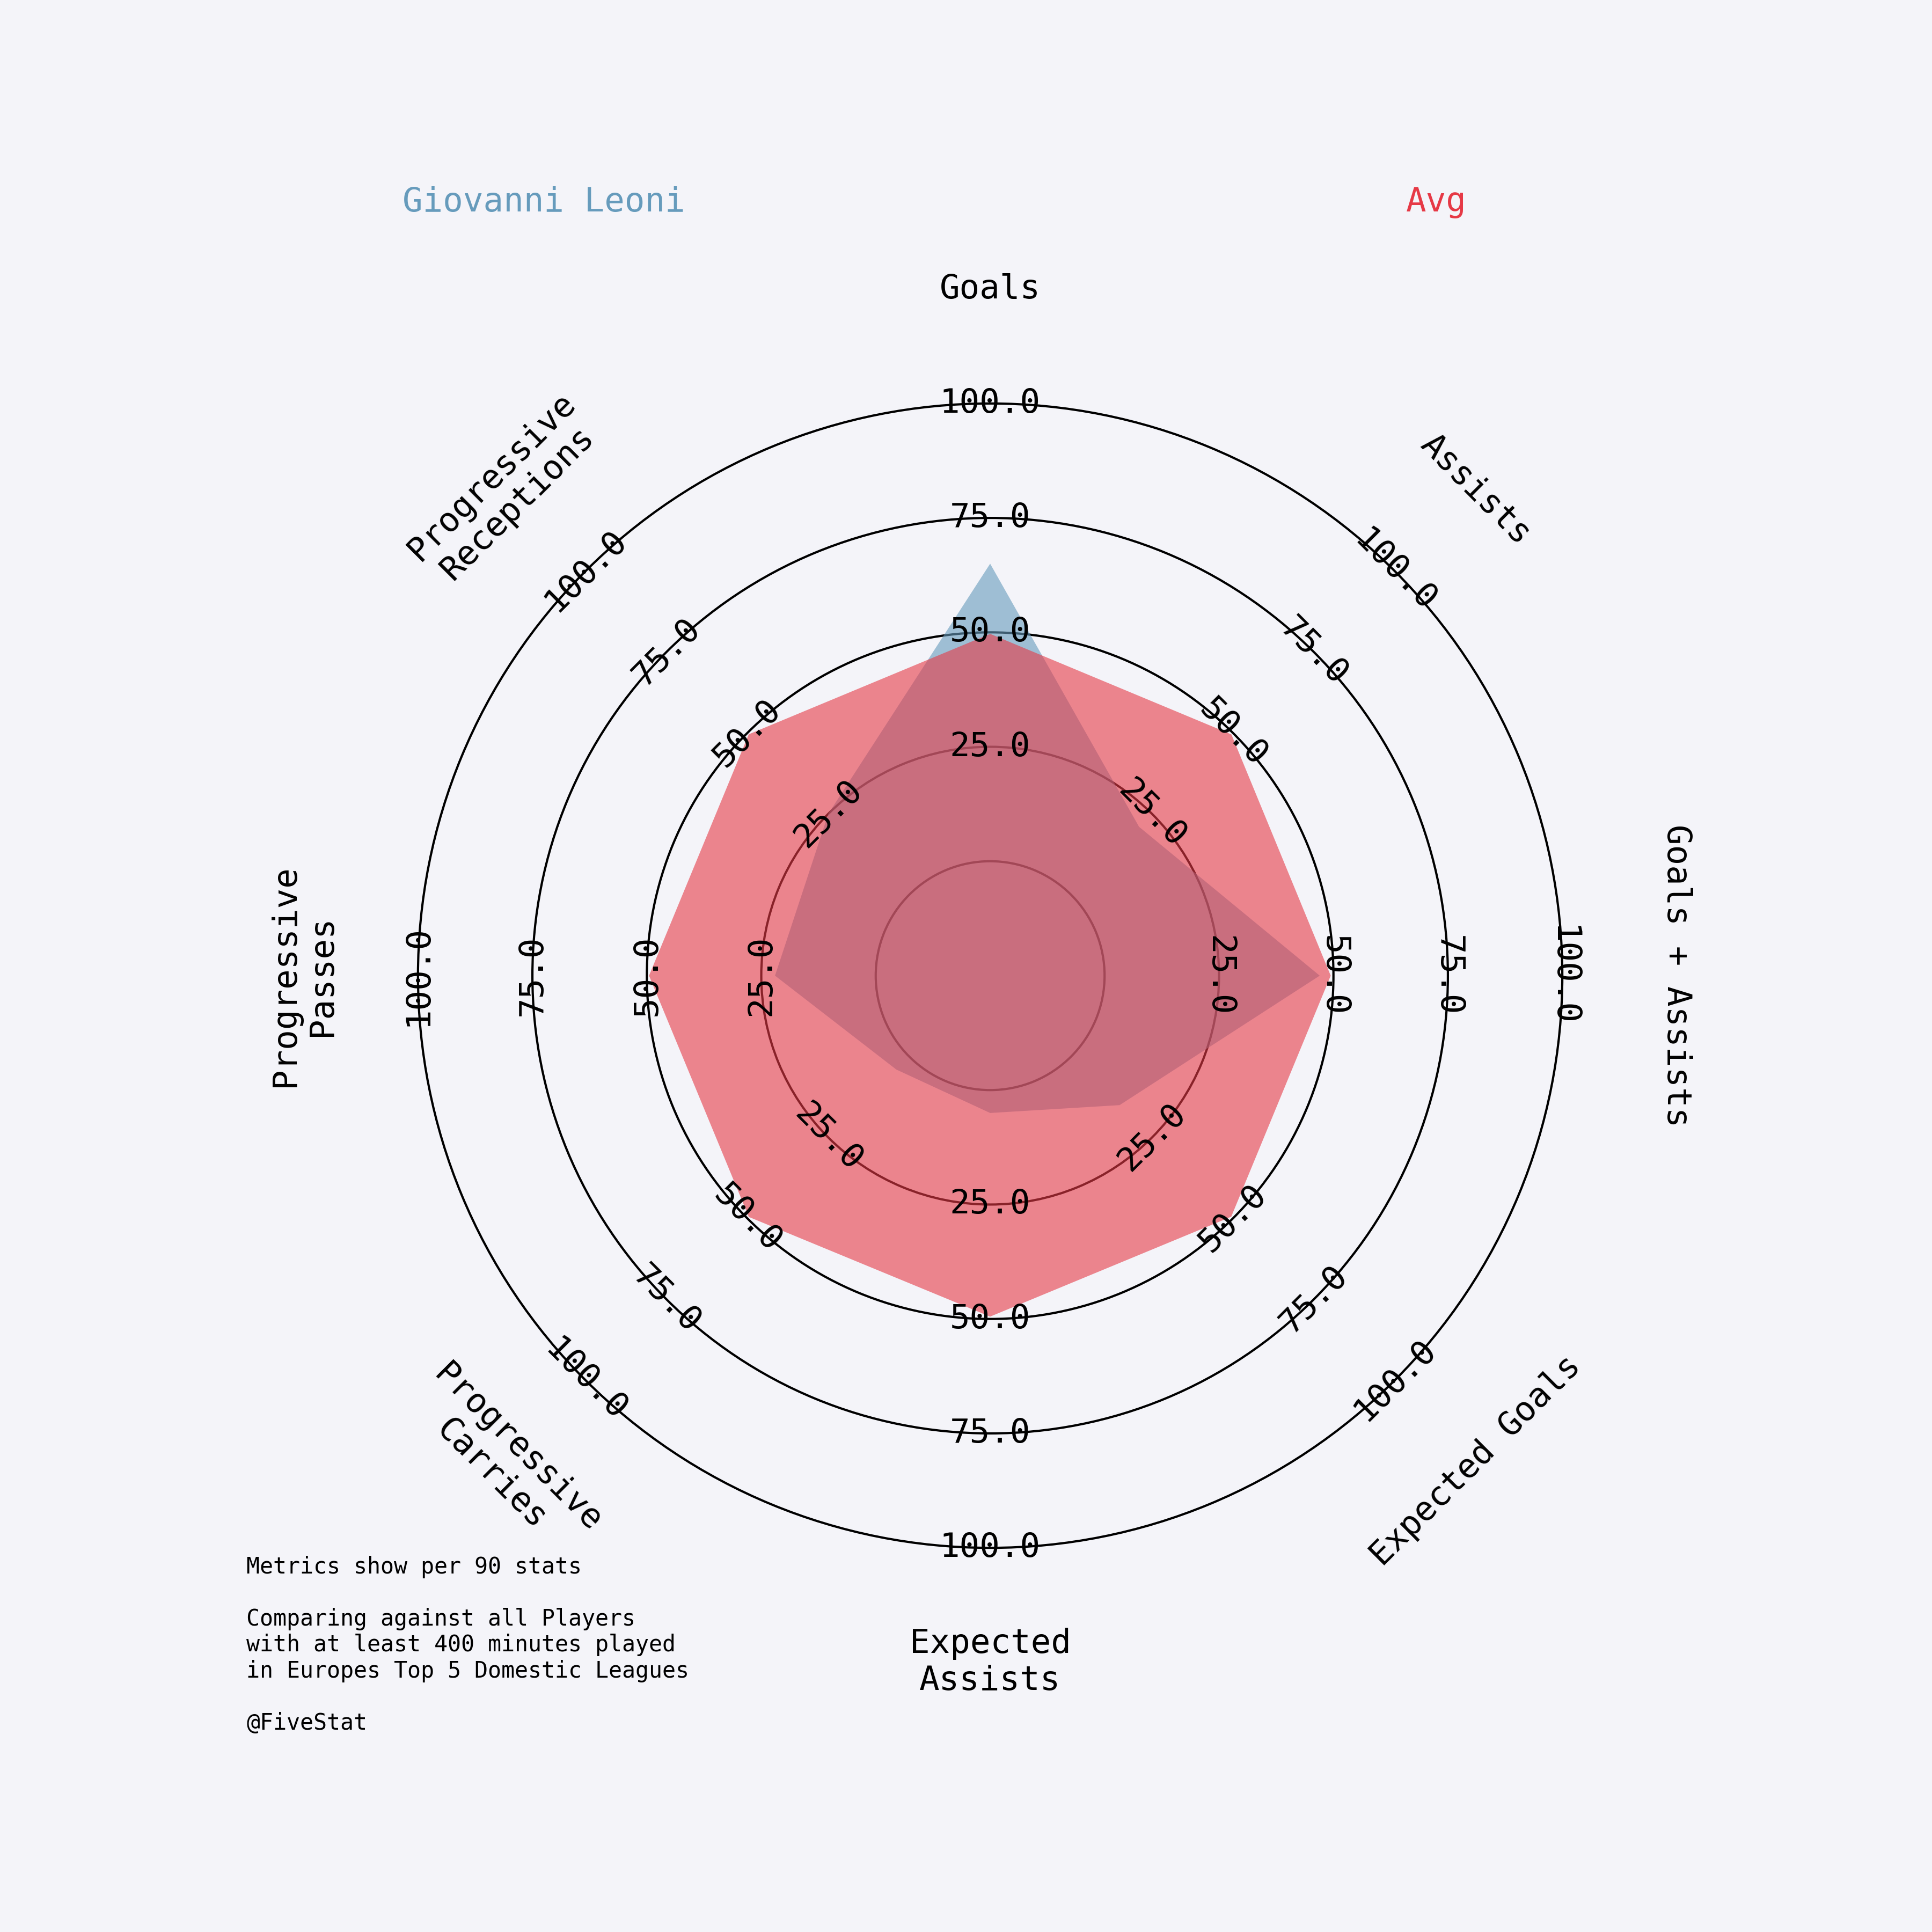 Giovanni Leoni
Avg
Goals
Assists
Goals + Assists
Expected Goals
Expected
Assists
Progressive
Carries
Progressive
Passes
Progressive
Receptions
25.0
50.0
75.0
100.0
25.0
50.0
75.0
100.0
25.0
50.0
75.0
100.0
25.0
50.0
75.0
100.0
25.0
50.0
75.0
100.0
25.0
50.0
75.0
100.0
25.0
50.0
75.0
100.0
25.0
50.0
75.0
100.0
Metrics show per 90 stats
Comparing against all Players
with at least 400 minutes played
in Europes Top 5 Domestic Leagues
@FiveStat